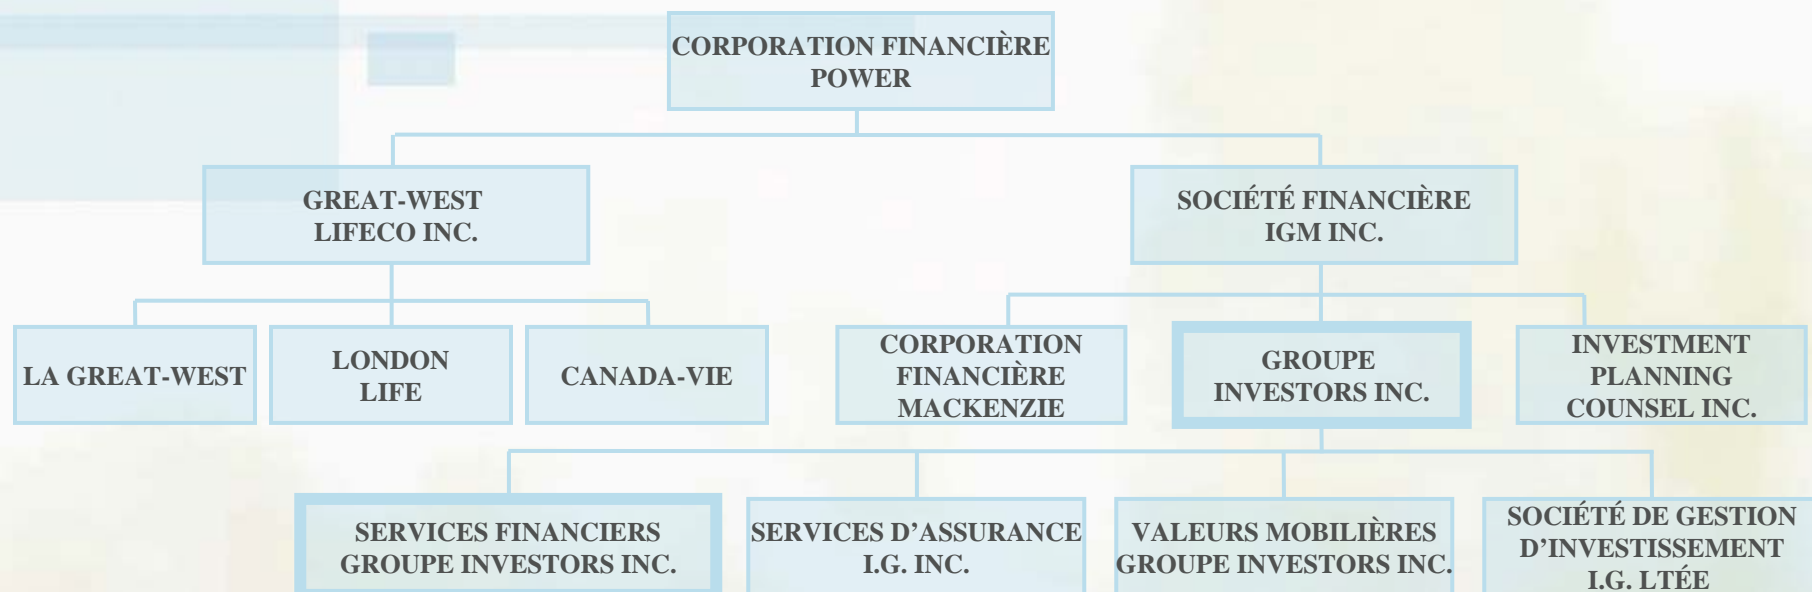 CORPORATION FINANCIÈRE
POWER
GREAT-WEST
LIFECO INC.
SOCIÉTÉ FINANCIÈRE
IGM INC.
LA GREAT-WEST
LONDON
LIFE
CANADA-VIE
CORPORATION
FINANCIÈRE
MACKENZIE
GROUPE
INVESTORS INC.
INVESTMENT
PLANNING
COUNSEL INC.
SERVICES FINANCIERS
GROUPE INVESTORS INC.
SERVICES D’ASSURANCE
I.G. INC.
VALEURS MOBILIÈRES
GROUPE INVESTORS INC.
SOCIÉTÉ DE GESTION
D’INVESTISSEMENT
I.G. LTÉE